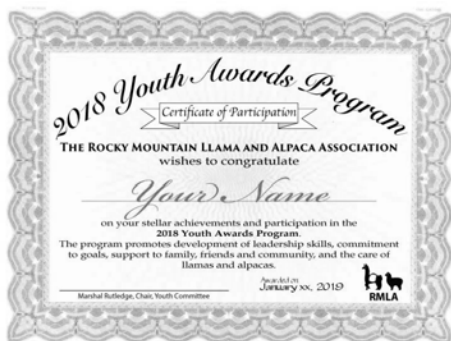 2018 Youth Awards Program
Certificate of Participation
THE ROCKY MOUNTAIN LLAMA AND ALPACA ASSOCIATION
wishes to congratulate
Your Name
on your stellar achievements and participation in the
2018 Youth Awards Program.
The program promotes development of leadership skills, commitment
to goals, support to family, friends and community, and the care of
llamas and alpacas.
Awarded on
January xx, 2019
Marshal Rutledge, Chair, Youth Committee
RMLA